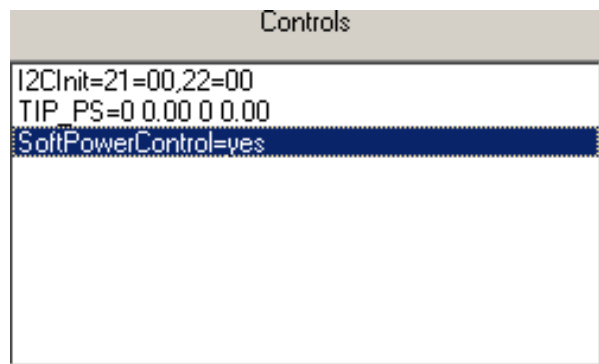 Controls
I2CInit=21=00,22=00
TIP_PS=0 0.00 0 0.00
SoftPowerControl=yes